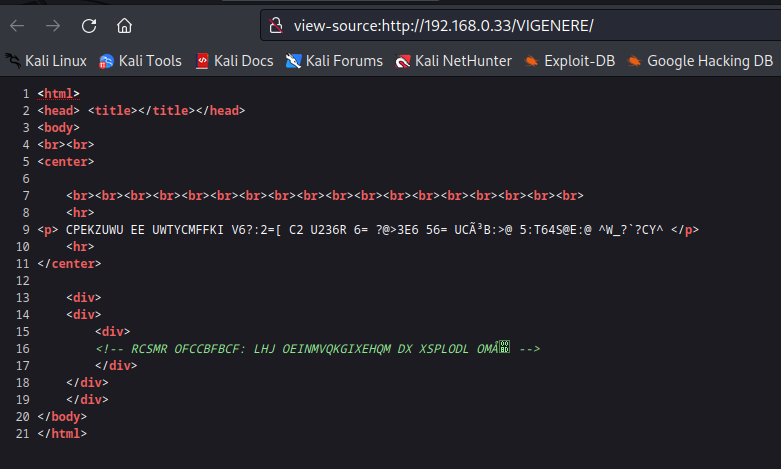 view-source:http://192.168.0.33/VIGENERE/
Kali Linux Kali Tools Kali Docs Kali Forums Kali NetHunter Exploit-DB Google Hacking DB
1 <html>
2 <head> <title></title></head>
3 <body>
4 <br><br>
5 <center>
6
7 <br><br><br><br><br><br><br><br><br><br><br><br><br><br><br><br><br><br>
8 <hr>
9 <p> CPEKZUWU EE UWTYCMFFKI V6?:2=[ C2 U236R 6= ?@>3E6 56= UCÃ³B:>@ 5:T64S@E:@ ^W_?`?CY^ </p>
10 <hr>
11 </center>
12
13 <div>
14 <div>
15 <div>
16 <!-- RCSMR OFCCBFBCF: LHJ OEINMVQKGIXEHQM DX XSPLODL OMÃ -->
17 </div>
18 </div>
19 </div>
20 </body>
21 </html>